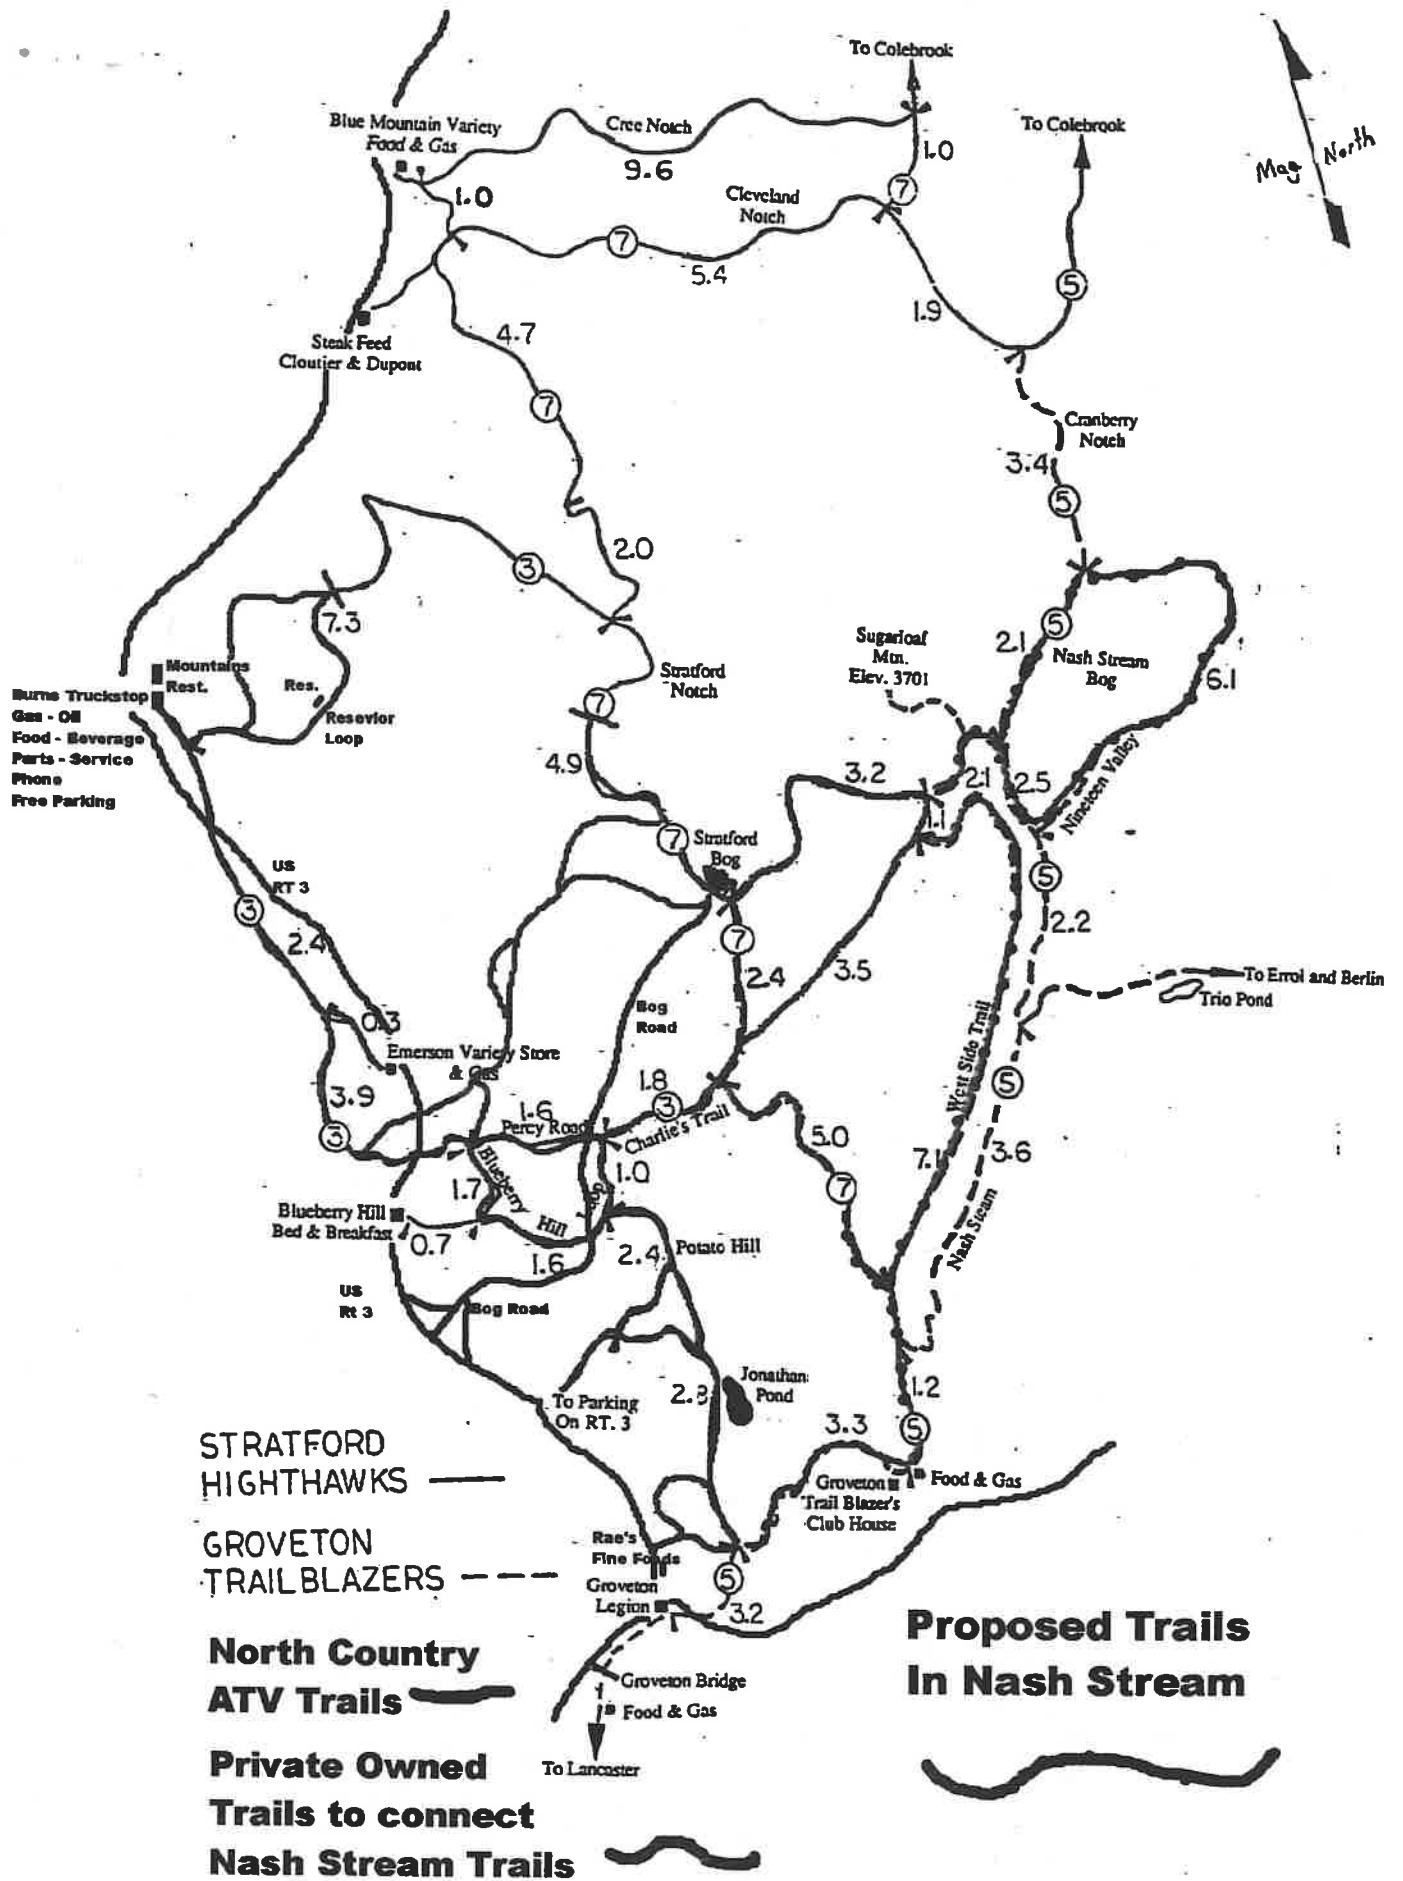 To Colebrook
Blue Mountain Variety
Food & Gas
Cree Notch
To Colebrook
1.0
Mag North
9.6
7
1.0
Cleveland
Notch
7
5.4
5
1.9
Steak Feed
Cloutier & Dupont
4.7
7
Cranberry
Notch
3.4
5
2.0
3
7.3
5
2.1
Sugarloaf
Mtn.
Elev. 3701
Nash Stream
Bog
6.1
Mountains
Rest.
Res.
Stratford
Notch
Burns Truckstop
Gas - Oil
Food - Beverage
Parts - Service
Phone
Free Parking
Resevior
Loop
7
4.9
3.2
2.1
2.5
Nineteen Valley
1.1
7
Stratford
Bog
US
RT 3
5
3
2.2
7
2.4
2.4
3.5
To Errol and Berlin
Trio Pond
Bog
Road
0.3
Emerson Variety Store
& Gas
West Side Trail
5
3.9
1.8
3
1.6
Percy Road
Charlie's Trail
3
5.0
7.1
3.6
1.7
Blueberry
Hill
Loop
1.0
7
Blueberry Hill
Bed & Breakfast
0.7
2.4
Potato Hill
Nash Steam
1.6
US
Rt 3
Bog Road
Jonathan
Pond
2.8
1.2
To Parking
On RT. 3
3.3
5
STRATFORD
HIGHTHAWKS
Groveton
Trail Blazer's
Club House
Food & Gas
GROVETON
TRAILBLAZERS
Rae's
Fine Foods
5
Groveton
Legion
3.2
Proposed Trails
In Nash Stream
North Country
ATV Trails
Groveton Bridge
Food & Gas
To Lancaster
Private Owned
Trails to connect
Nash Stream Trails